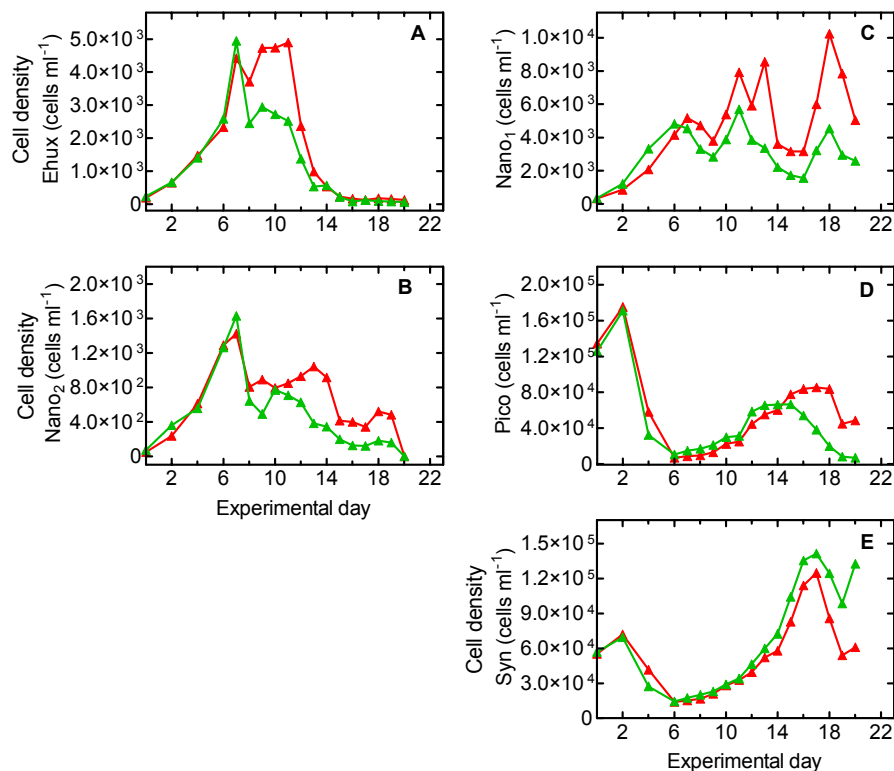 A
Cell density
Ehux (cells ml⁻¹)
5.0×10³
4.0×10³
3.0×10³
2.0×10³
1.0×10³
0
2 6 10 14 18 22
B
Cell density
Nano₂ (cells ml⁻¹)
2.0×10³
1.6×10³
1.2×10³
8.0×10²
4.0×10²
0
2 6 10 14 18 22
Experimental day
C
Nano₁ (cells ml⁻¹)
1.0×10⁴
8.0×10³
6.0×10³
4.0×10³
2.0×10³
0
2 6 10 14 18 22
D
Pico (cells ml⁻¹)
2.0×10⁵
1.6×10⁵
1.2×10⁵
8.0×10⁴
4.0×10⁴
0
2 6 10 14 18 22
E
Cell density
Syn (cells ml⁻¹)
1.5×10⁵
1.2×10⁵
9.0×10⁴
6.0×10⁴
3.0×10⁴
0
2 6 10 14 18 22
Experimental day